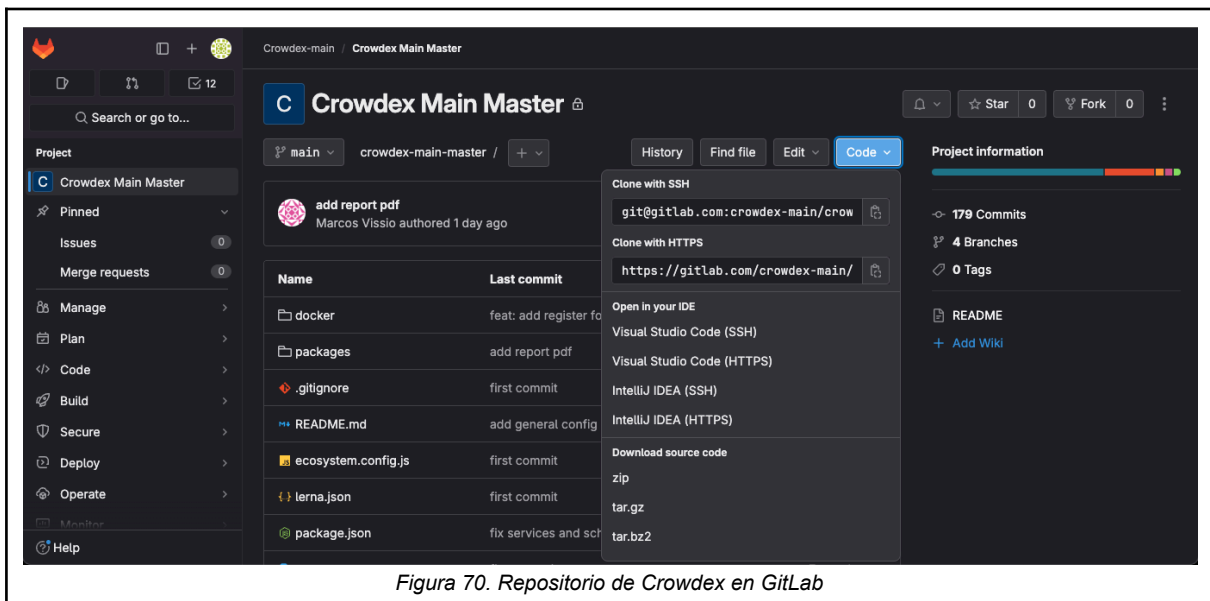 Crowdex-main / Crowdex Main Master
12
Search or go to...
Project
C Crowdex Main Master
Pinned
Issues 0
Merge requests 0
Manage
Plan
Code
Build
Secure
Deploy
Operate
Monitor
Help
C Crowdex Main Master
Star 0 Fork 0
main crowdex-main-master / + History Find file Edit Code
add report pdf
Marcos Vissio authored 1 day ago
Name Last commit
docker feat: add register fo
packages add report pdf
.gitignore first commit
README.md add general config
ecosystem.config.js first commit
lerna.json first commit
package.json fix services and sch
Clone with SSH
git@gitlab.com:crowdex-main/crow
Clone with HTTPS
https://gitlab.com/crowdex-main/
Open in your IDE
Visual Studio Code (SSH)
Visual Studio Code (HTTPS)
IntelliJ IDEA (SSH)
IntelliJ IDEA (HTTPS)
Download source code
zip
tar.gz
tar.bz2
Project information
179 Commits
4 Branches
0 Tags
README
+ Add Wiki
Figura 70. Repositorio de Crowdex en GitLab